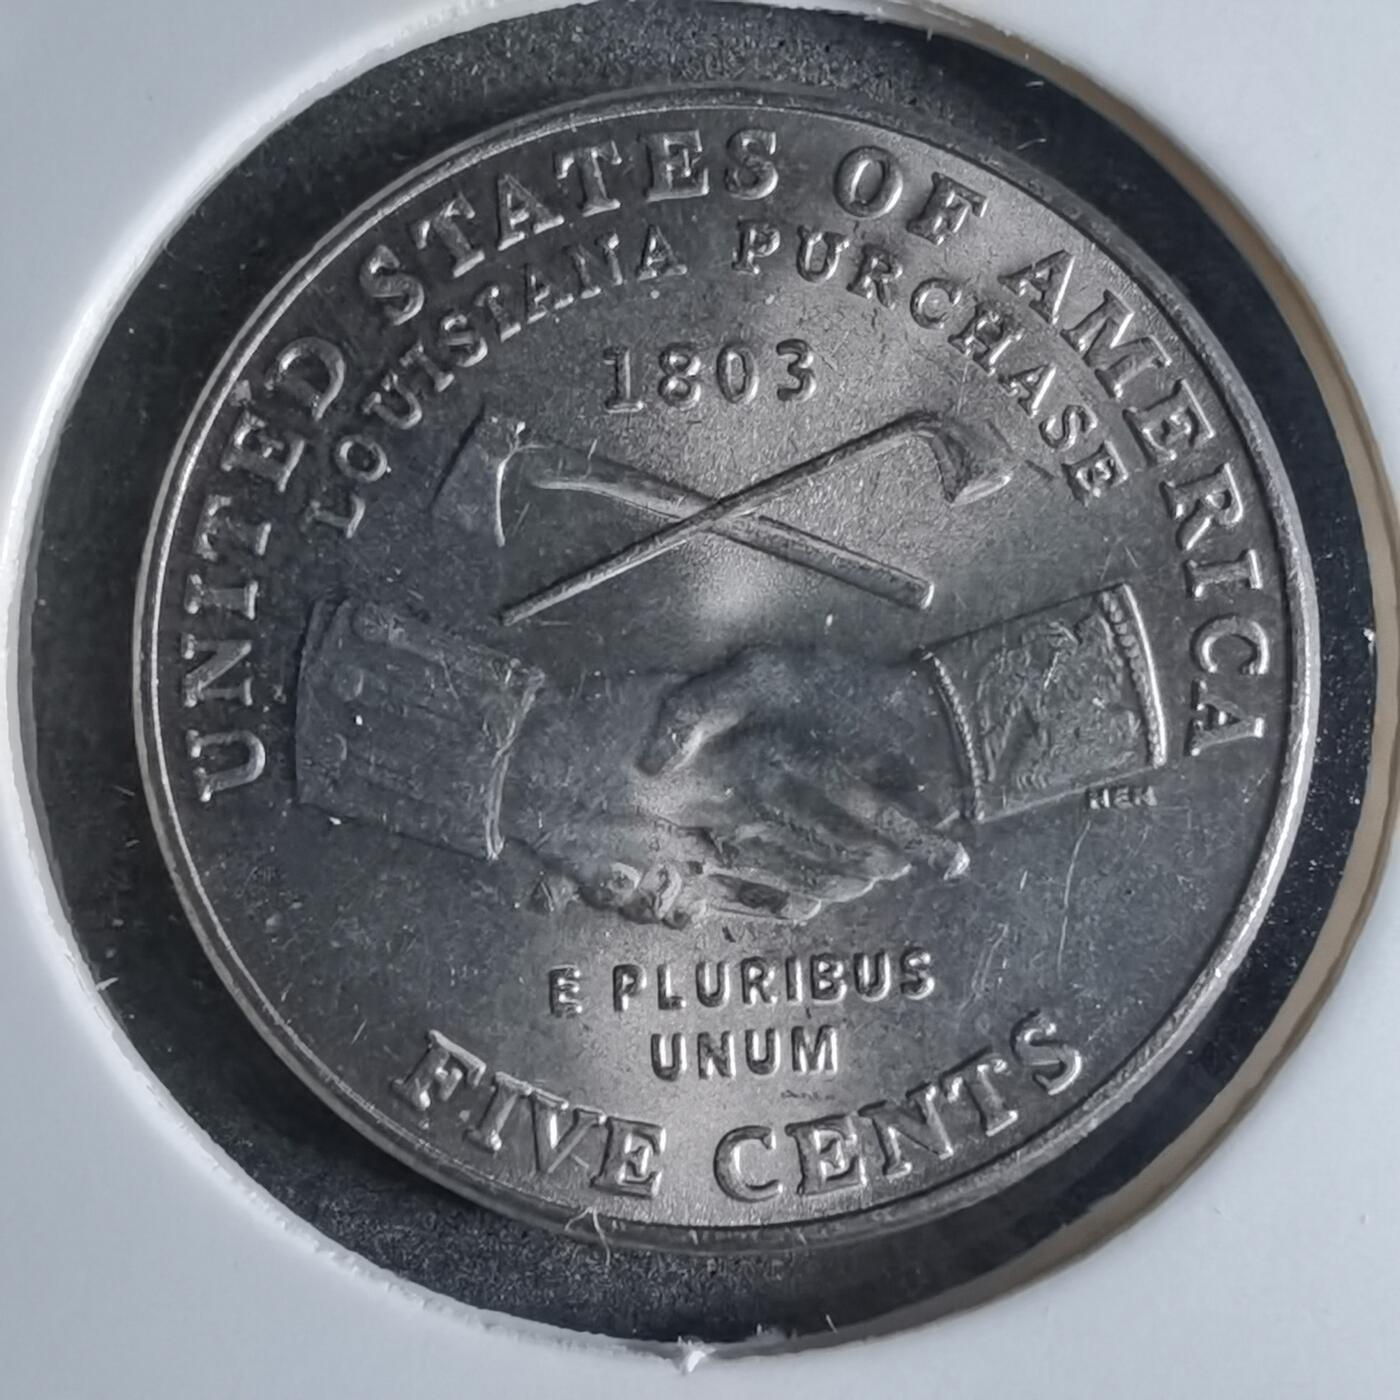 UNITED STATES OF AMERICA
LOUISIANA PURCHASE
1803
NEN
E PLURIBUS
UNUM
FIVE CENTS